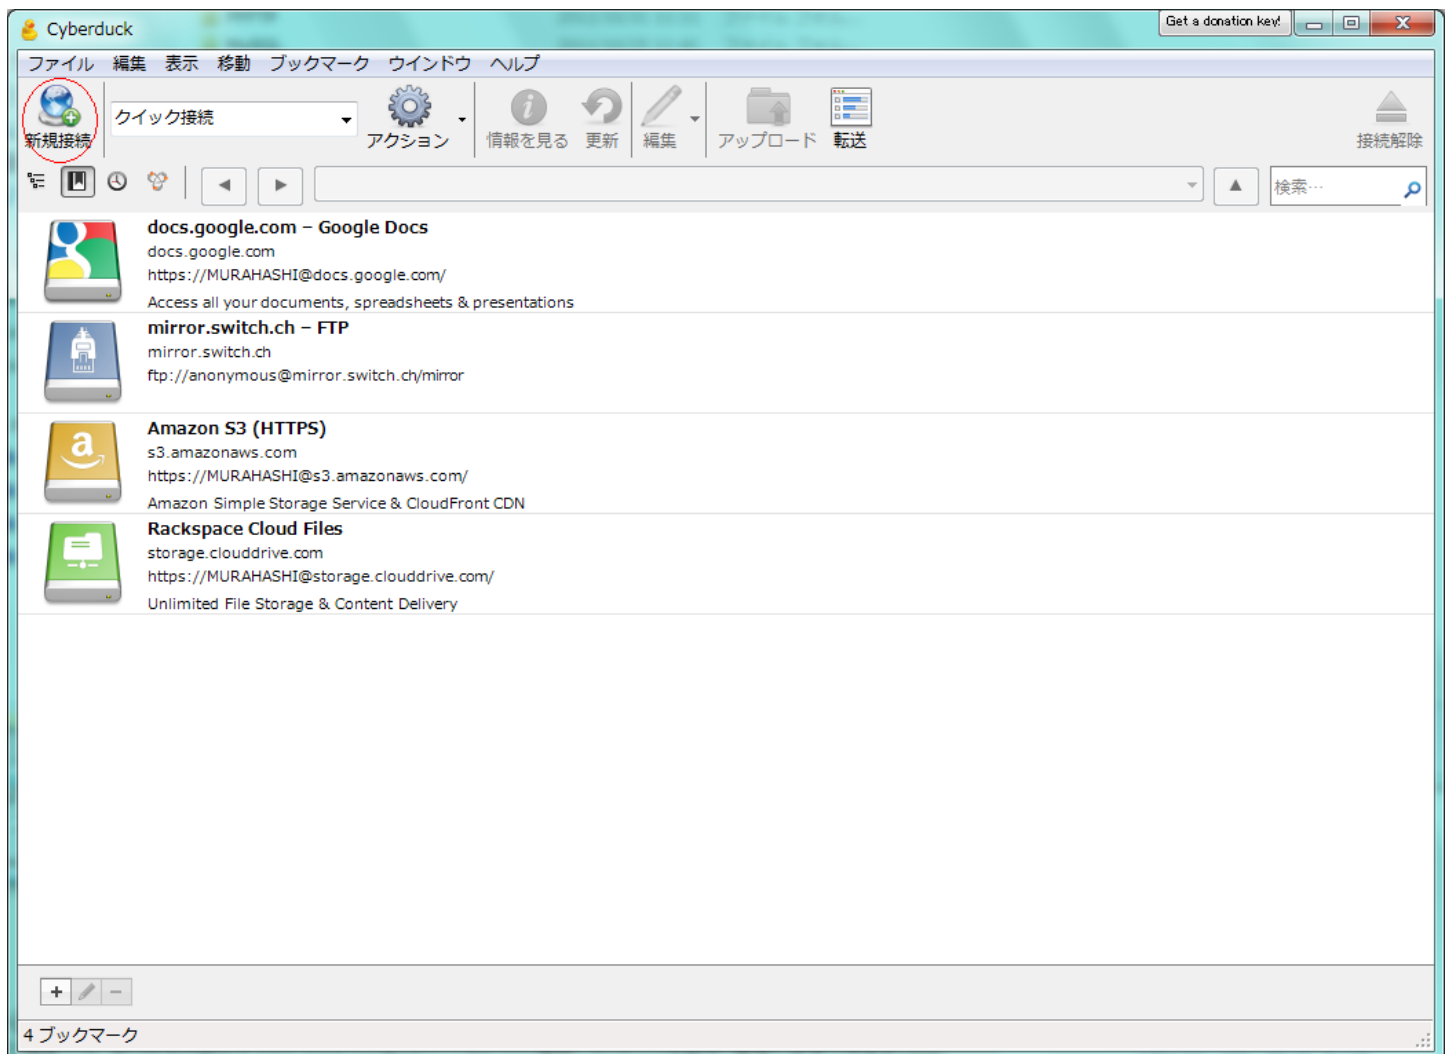 Cyberduck
Get a donation key!
ファイル 編集 表示 移動 ブックマーク ウインドウ ヘルプ
新規接続
クイック接続
アクション
情報を見る
更新
編集
アップロード
転送
接続解除
検索…
docs.google.com – Google Docs
docs.google.com
https://MURAHASHI@docs.google.com/
Access all your documents, spreadsheets & presentations
mirror.switch.ch – FTP
mirror.switch.ch
ftp://anonymous@mirror.switch.ch/mirror
Amazon S3 (HTTPS)
s3.amazonaws.com
https://MURAHASHI@s3.amazonaws.com/
Amazon Simple Storage Service & CloudFront CDN
Rackspace Cloud Files
storage.clouddrive.com
https://MURAHASHI@storage.clouddrive.com/
Unlimited File Storage & Content Delivery
4 ブックマーク